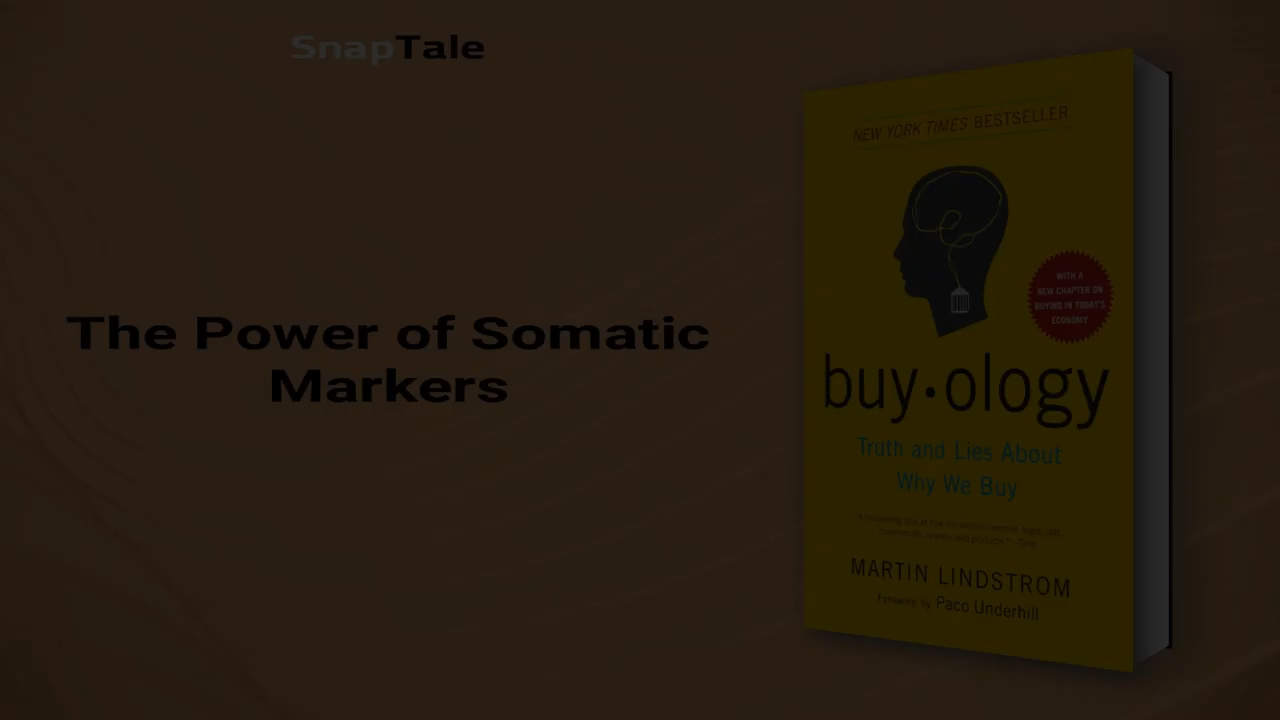 SnapTale
The Power of Somatic
Markers
NEW YORK TIMES BESTSELLER
WITH A
NEW CHAPTER ON
BUYING IN TODAY'S
ECONOMY
buy•ology
Truth and Lies About
Why We Buy
MARTIN LINDSTROM
Foreword by Paco Underhill